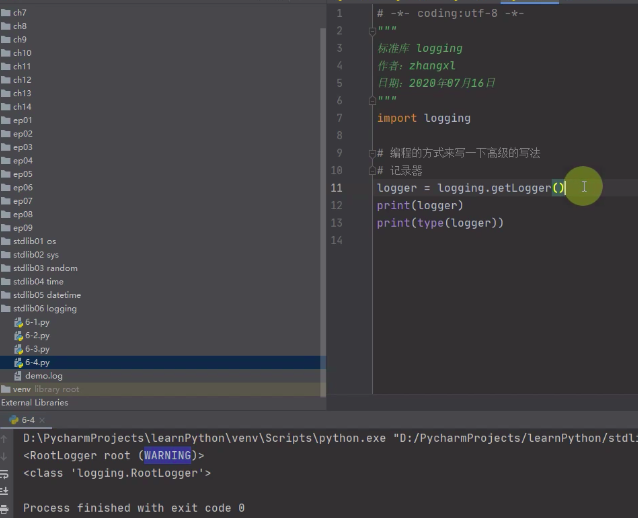 ch7
ch8
ch9
ch10
ch11
ch12
ch13
ch14
ep01
ep02
ep03
ep04
ep05
ep06
ep07
ep08
ep09
stdlib01 os
stdlib02 sys
stdlib03 random
stdlib04 time
stdlib05 datetime
stdlib06 logging
6-1.py
6-2.py
6-3.py
6-4.py
demo.log
venv library root
External Libraries
1 # -*- coding:utf-8 -*-
2 """
3 标准库 logging
4 作者：zhangxl
5 日期：2020年07月16日
6 """
7 import logging
8
9 # 编程的方式来写一下高级的写法
10 # 记录器
11 logger = logging.getLogger()
12 print(logger)
13 print(type(logger))
14
6-4
D:\PycharmProjects\learnPython\venv\Scripts\python.exe "D:/PycharmProjects/learnPython/stdl
<RootLogger root (WARNING)>
<class 'logging.RootLogger'>
Process finished with exit code 0